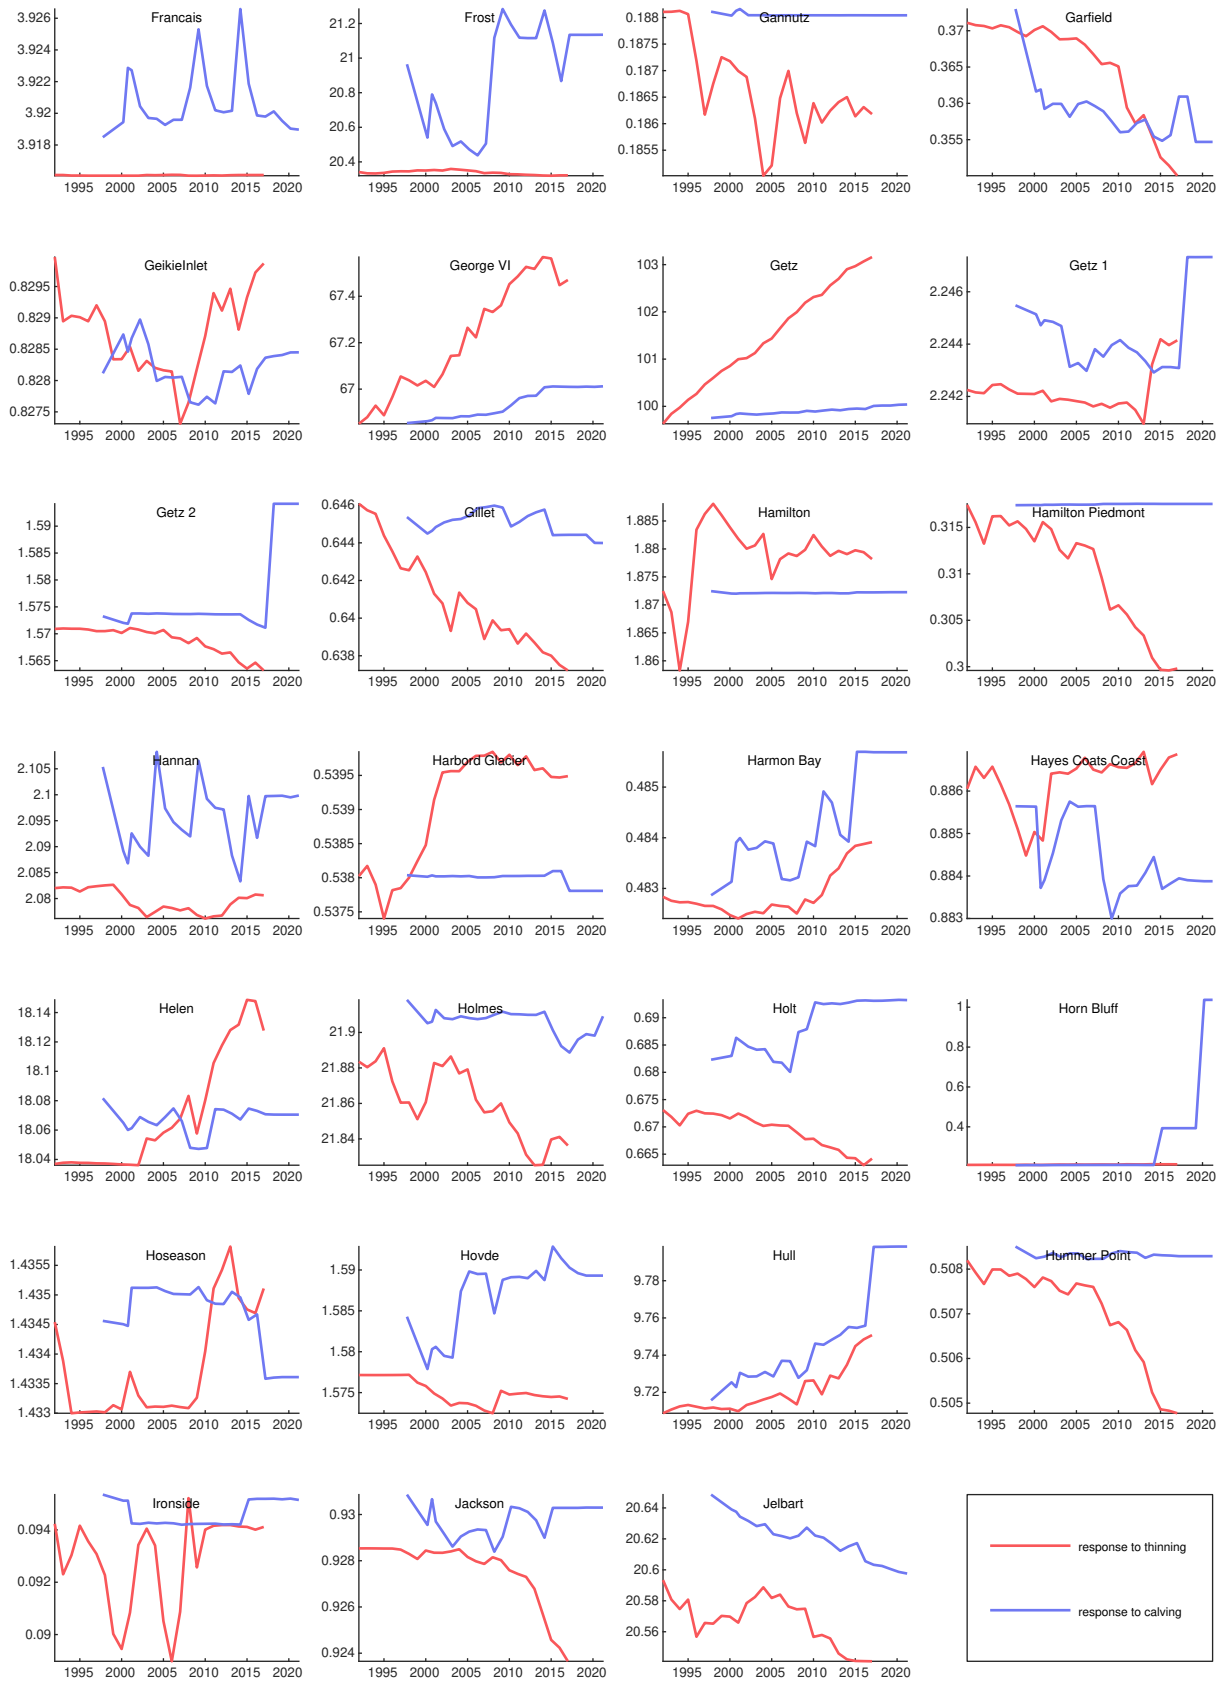 Francais
3.926
3.924
3.922
3.92
3.918
1995 2000 2005 2010 2015 2020
Frost
21.2
21
20.8
20.6
20.4
1995 2000 2005 2010 2015 2020
Gannutz
0.188
0.1875
0.187
0.1865
0.186
0.1855
1995 2000 2005 2010 2015 2020
Garfield
0.37
0.365
0.36
0.355
1995 2000 2005 2010 2015 2020
GeikieInlet
0.8295
0.829
0.8285
0.828
0.8275
1995 2000 2005 2010 2015 2020
George VI
67.4
67.2
67
1995 2000 2005 2010 2015 2020
Getz
103
102
101
100
1995 2000 2005 2010 2015 2020
Getz 1
2.246
2.244
2.242
1995 2000 2005 2010 2015 2020
Getz 2
1.59
1.585
1.58
1.575
1.57
1.565
1995 2000 2005 2010 2015 2020
Gillet
0.646
0.644
0.642
0.64
0.638
1995 2000 2005 2010 2015 2020
Hamilton
1.885
1.88
1.875
1.87
1.865
1.86
1995 2000 2005 2010 2015 2020
Hamilton Piedmont
0.315
0.31
0.305
0.3
1995 2000 2005 2010 2015 2020
Hannan
2.105
2.1
2.095
2.09
2.085
2.08
1995 2000 2005 2010 2015 2020
Harbord Glacier
0.5395
0.539
0.5385
0.538
0.5375
1995 2000 2005 2010 2015 2020
Harmon Bay
0.485
0.484
0.483
1995 2000 2005 2010 2015 2020
Hayes Coats Coast
0.886
0.885
0.884
0.883
1995 2000 2005 2010 2015 2020
Helen
18.14
18.12
18.1
18.08
18.06
18.04
1995 2000 2005 2010 2015 2020
Holmes
21.9
21.88
21.86
21.84
1995 2000 2005 2010 2015 2020
Holt
0.69
0.685
0.68
0.675
0.67
0.665
1995 2000 2005 2010 2015 2020
Horn Bluff
1
0.8
0.6
0.4
1995 2000 2005 2010 2015 2020
Hoseason
1.4355
1.435
1.4345
1.434
1.4335
1.433
1995 2000 2005 2010 2015 2020
Hovde
1.59
1.585
1.58
1.575
1995 2000 2005 2010 2015 2020
Hull
9.78
9.76
9.74
9.72
1995 2000 2005 2010 2015 2020
Hummer Point
0.508
0.507
0.506
0.505
1995 2000 2005 2010 2015 2020
Ironside
0.094
0.092
0.09
1995 2000 2005 2010 2015 2020
Jackson
0.93
0.928
0.926
0.924
1995 2000 2005 2010 2015 2020
Jelbart
20.64
20.62
20.6
20.58
20.56
1995 2000 2005 2010 2015 2020
response to thinning
response to calving